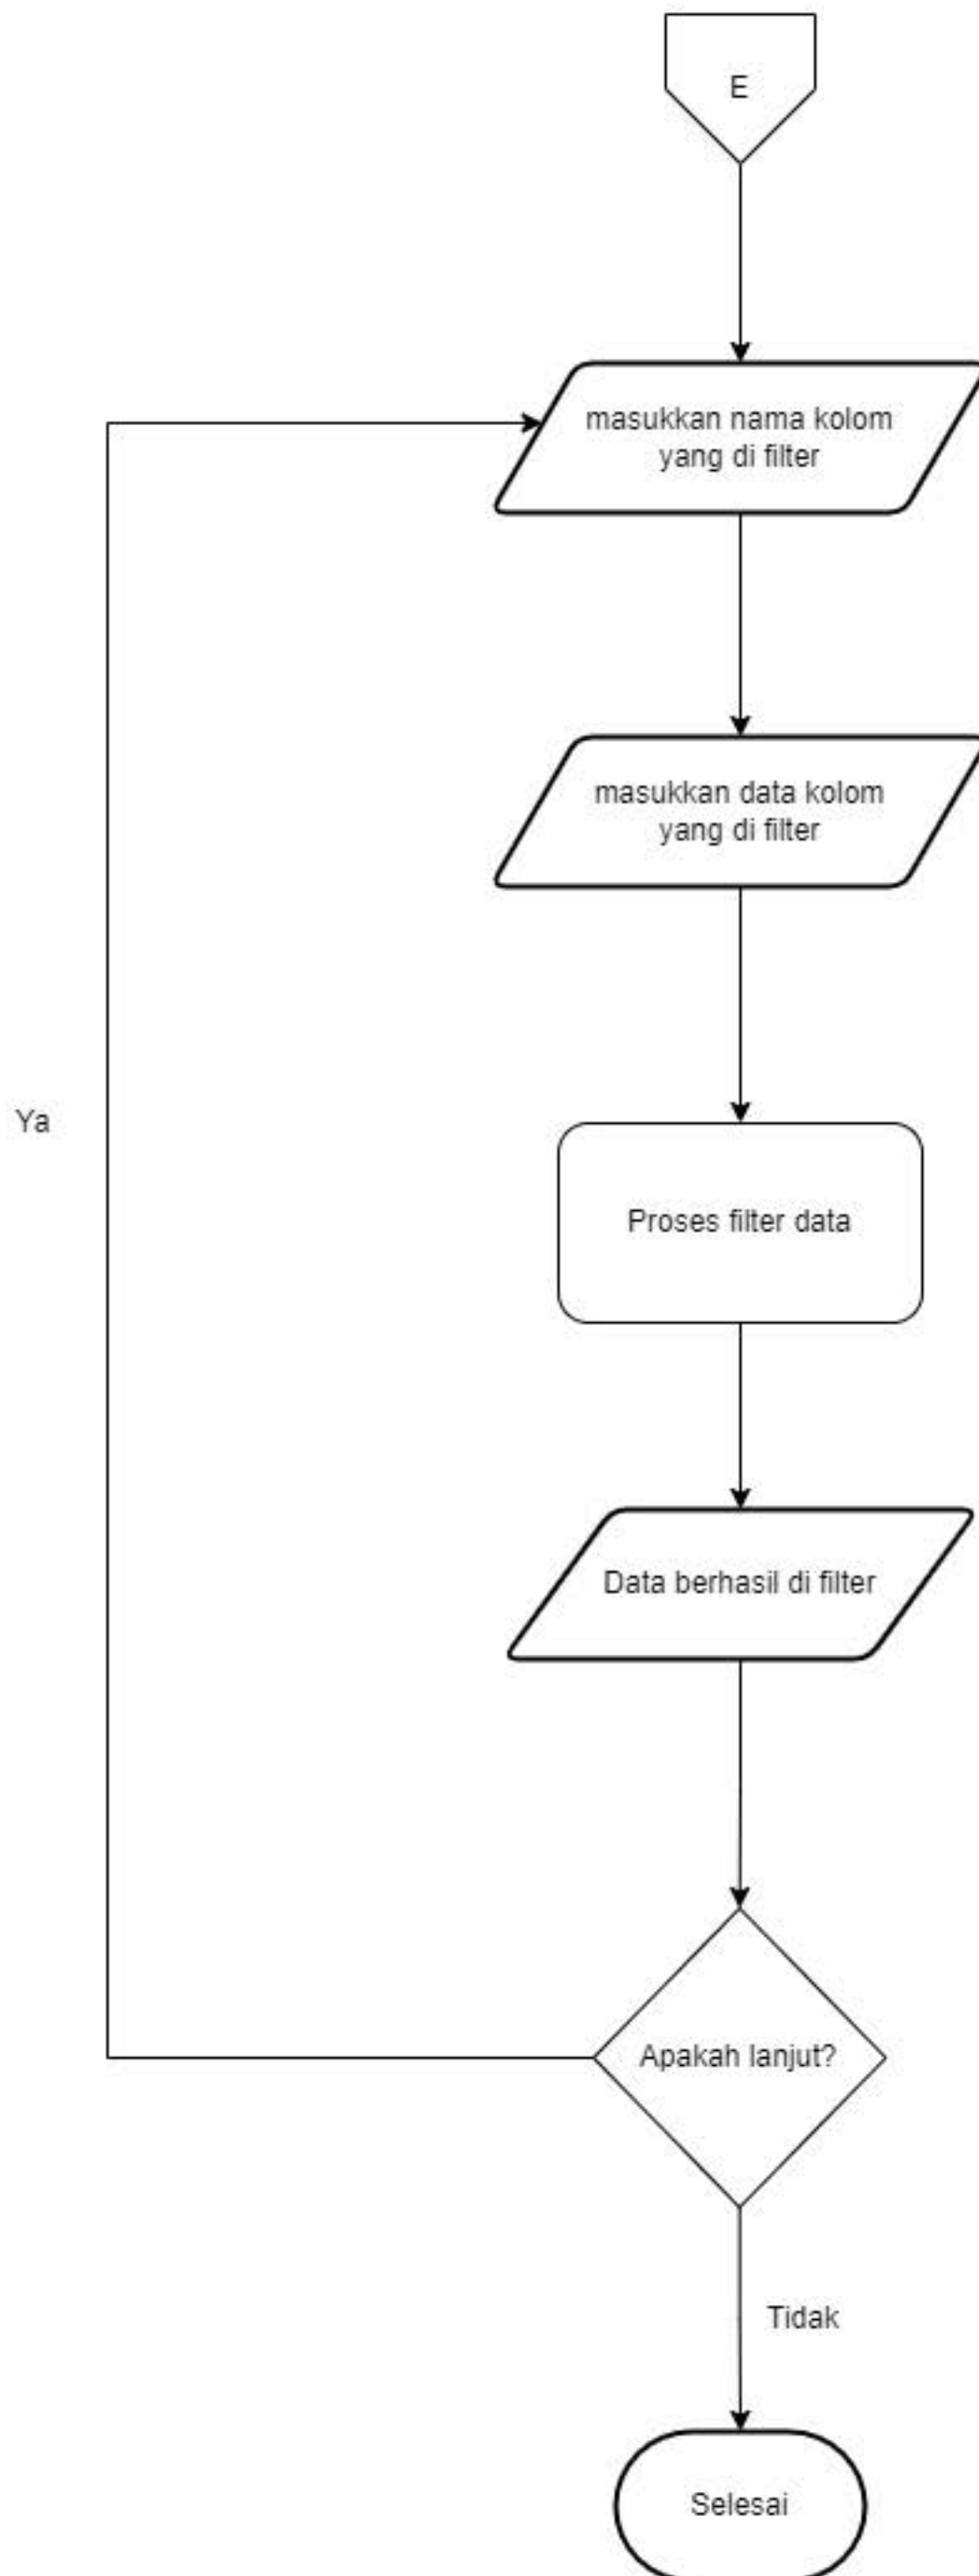 E
masukkan nama kolom
yang di filter
masukkan data kolom
yang di filter
Ya
Proses filter data
Data berhasil di filter
Apakah lanjut?
Tidak
Selesai